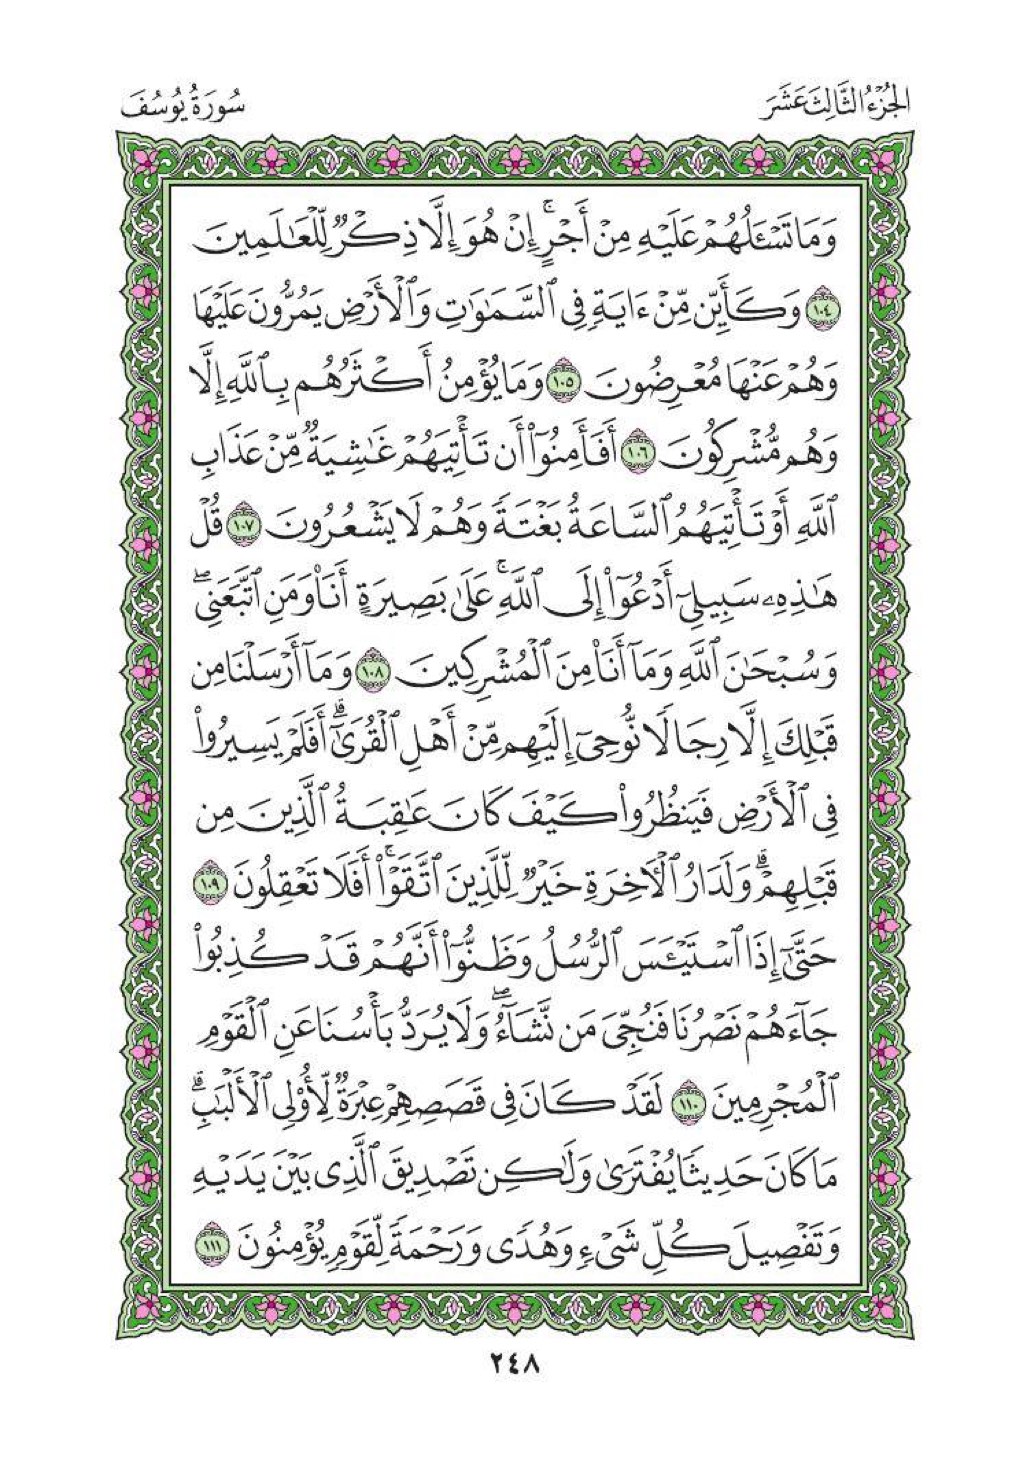 الجُزْءُ الثَّالِثَ عَشَرَ
سُورَةُ يُوسُفَ
وَمَا تَسْـَٔلُهُمْ عَلَيْهِ مِنْ أَجْرٍۚ إِنْ هُوَ إِلَّا ذِكْرٌ لِّلْعَٰلَمِينَ
١٠٤ وَكَأَيِّن مِّنْ ءَايَةٍ فِى ٱلسَّمَٰوَٰتِ وَٱلْأَرْضِ يَمُرُّونَ عَلَيْهَا
وَهُمْ عَنْهَا مُعْرِضُونَ ١٠٥ وَمَا يُؤْمِنُ أَكْثَرُهُم بِٱللَّهِ إِلَّا
وَهُم مُّشْرِكُونَ ١٠٦ أَفَأَمِنُوٓا۟ أَن تَأْتِيَهُمْ غَٰشِيَةٌ مِّنْ عَذَابِ
ٱللَّهِ أَوْ تَأْتِيَهُمُ ٱلسَّاعَةُ بَغْتَةً وَهُمْ لَا يَشْعُرُونَ ١٠٧ قُلْ
هَٰذِهِۦ سَبِيلِىٓ أَدْعُوٓا۟ إِلَى ٱللَّهِۚ عَلَىٰ بَصِيرَةٍ أَنَا۠ وَمَنِ ٱتَّبَعَنِىۖ
وَسُبْحَٰنَ ٱللَّهِ وَمَآ أَنَا۠ مِنَ ٱلْمُشْرِكِينَ ١٠٨ وَمَآ أَرْسَلْنَا مِن
قَبْلِكَ إِلَّا رِجَالًا نُّوحِىٓ إِلَيْهِم مِّنْ أَهْلِ ٱلْقُرَىٰٓۗ أَفَلَمْ يَسِيرُوا۟
فِى ٱلْأَرْضِ فَيَنظُرُوا۟ كَيْفَ كَانَ عَٰقِبَةُ ٱلَّذِينَ مِن
قَبْلِهِمْۗ وَلَدَارُ ٱلْءَاخِرَةِ خَيْرٌ لِّلَّذِينَ ٱتَّقَوْا۟ۚ أَفَلَا تَعْقِلُونَ ١٠٩
حَتَّىٰٓ إِذَا ٱسْتَيْـَٔسَ ٱلرُّسُلُ وَظَنُّوٓا۟ أَنَّهُمْ قَدْ كُذِبُوا۟
جَآءَهُمْ نَصْرُنَا فَنُجِّىَ مَن نَّشَآءُۖ وَلَا يُرَدُّ بَأْسُنَا عَنِ ٱلْقَوْمِ
ٱلْمُجْرِمِينَ ١١٠ لَقَدْ كَانَ فِى قَصَصِهِمْ عِبْرَةٌ لِّأُو۟لِى ٱلْأَلْبَٰبِۗ
مَا كَانَ حَدِيثًا يُفْتَرَىٰ وَلَٰكِن تَصْدِيقَ ٱلَّذِى بَيْنَ يَدَيْهِ
وَتَفْصِيلَ كُلِّ شَىْءٍ وَهُدًى وَرَحْمَةً لِّقَوْمٍ يُؤْمِنُونَ ١١١
٢٤٨